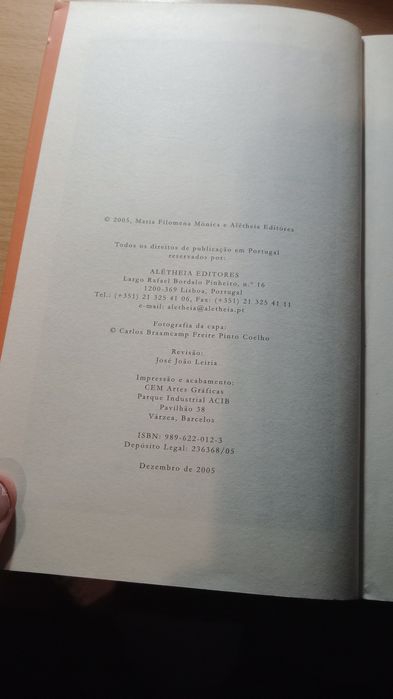 © 2005, Maria Filomena Mónica e Alêtheia Editores
Todos os direitos de publicação em Portugal
reservados por:
ALÊTHEIA EDITORES
Largo Rafael Bordalo Pinheiro, n.º 16
1200-369 Lisboa, Portugal
Tel.: (+351) 21 325 41 06, Fax: (+351) 21 325 41 11
e-mail: aletheia@aletheia.pt
Fotografia da capa:
© Carlos Braamcamp Freire Pinto Coelho
Revisão:
José João Leiria
Impressão e acabamento:
CEM Artes Gráficas
Parque Industrial ACIB
Pavilhão 38
Várzea, Barcelos
ISBN: 989-622-012-3
Depósito Legal: 236368/05
Dezembro de 2005